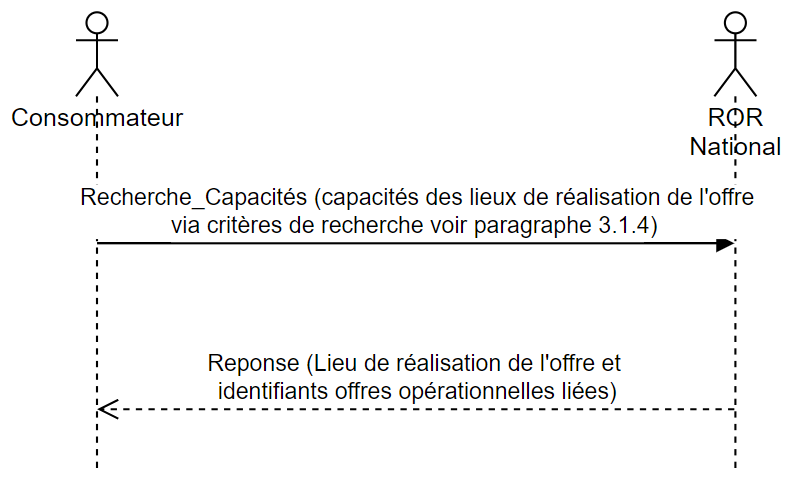 Consommateur
ROR
National
Recherche_Capacités (capacités des lieux de réalisation de l'offre
via critères de recherche voir paragraphe 3.1.4)
Reponse (Lieu de réalisation de l'offre et
identifiants offres opérationnelles liées)